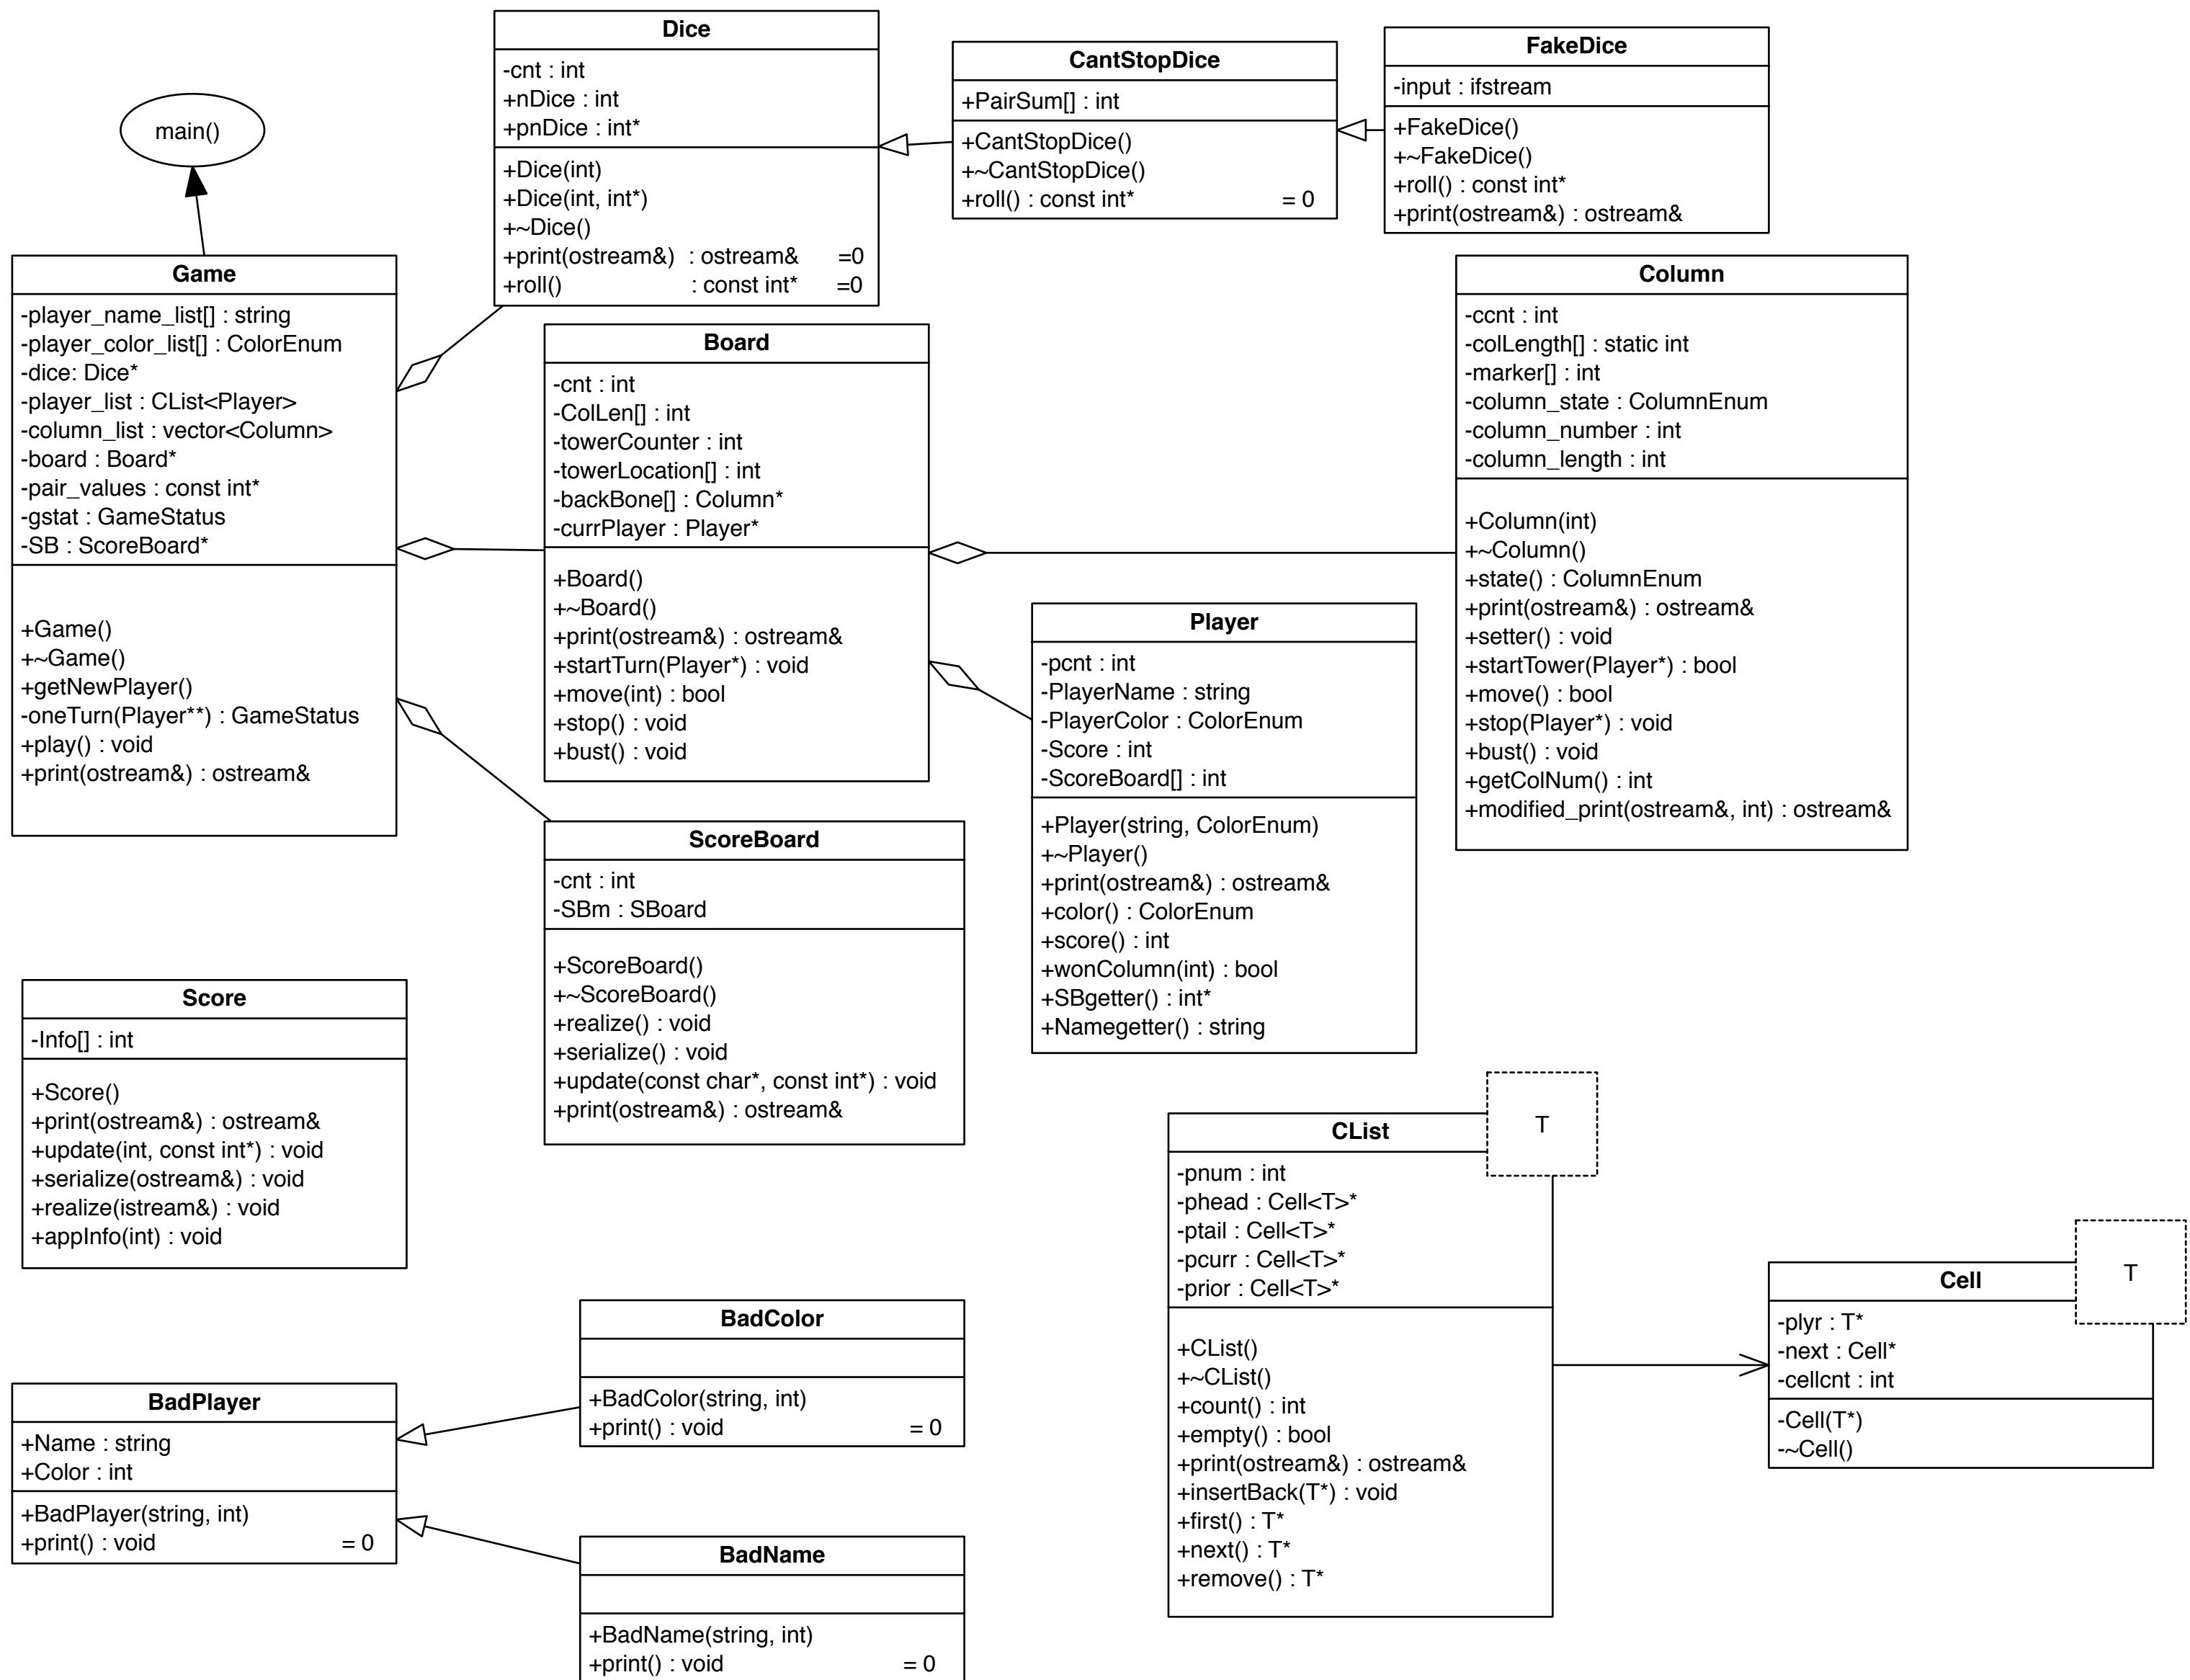 main()
Game
-player_name_list[] : string
-player_color_list[] : ColorEnum
-dice: Dice*
-player_list : CList<Player>
-column_list : vector<Column>
-board : Board*
-pair_values : const int*
-gstat : GameStatus
-SB : ScoreBoard*
+Game()
+~Game()
+getNewPlayer()
-oneTurn(Player**) : GameStatus
+play() : void
+print(ostream&) : ostream&
Dice
-cnt : int
+nDice : int
+pnDice : int*
+Dice(int)
+Dice(int, int*)
+~Dice()
+print(ostream&) : ostream& =0
+roll() : const int* =0
CantStopDice
+PairSum[] : int
+CantStopDice()
+~CantStopDice()
+roll() : const int* = 0
FakeDice
-input : ifstream
+FakeDice()
+~FakeDice()
+roll() : const int*
+print(ostream&) : ostream&
Board
-cnt : int
-ColLen[] : int
-towerCounter : int
-towerLocation[] : int
-backBone[] : Column*
-currPlayer : Player*
+Board()
+~Board()
+print(ostream&) : ostream&
+startTurn(Player*) : void
+move(int) : bool
+stop() : void
+bust() : void
Column
-ccnt : int
-colLength[] : static int
-marker[] : int
-column_state : ColumnEnum
-column_number : int
-column_length : int
+Column(int)
+~Column()
+state() : ColumnEnum
+print(ostream&) : ostream&
+setter() : void
+startTower(Player*) : bool
+move() : bool
+stop(Player*) : void
+bust() : void
+getColNum() : int
+modified_print(ostream&, int) : ostream&
Player
-pcnt : int
-PlayerName : string
-PlayerColor : ColorEnum
-Score : int
-ScoreBoard[] : int
+Player(string, ColorEnum)
+~Player()
+print(ostream&) : ostream&
+color() : ColorEnum
+score() : int
+wonColumn(int) : bool
+SBgetter() : int*
+Namegetter() : string
ScoreBoard
-cnt : int
-SBm : SBoard
+ScoreBoard()
+~ScoreBoard()
+realize() : void
+serialize() : void
+update(const char*, const int*) : void
+print(ostream&) : ostream&
Score
-Info[] : int
+Score()
+print(ostream&) : ostream&
+update(int, const int*) : void
+serialize(ostream&) : void
+realize(istream&) : void
+appInfo(int) : void
CList
T
-pnum : int
-phead : Cell<T>*
-ptail : Cell<T>*
-pcurr : Cell<T>*
-prior : Cell<T>*
+CList()
+~CList()
+count() : int
+empty() : bool
+print(ostream&) : ostream&
+insertBack(T*) : void
+first() : T*
+next() : T*
+remove() : T*
Cell
T
-plyr : T*
-next : Cell*
-cellcnt : int
-Cell(T*)
-~Cell()
BadPlayer
+Name : string
+Color : int
+BadPlayer(string, int)
+print() : void = 0
BadColor
+BadColor(string, int)
+print() : void = 0
BadName
+BadName(string, int)
+print() : void = 0